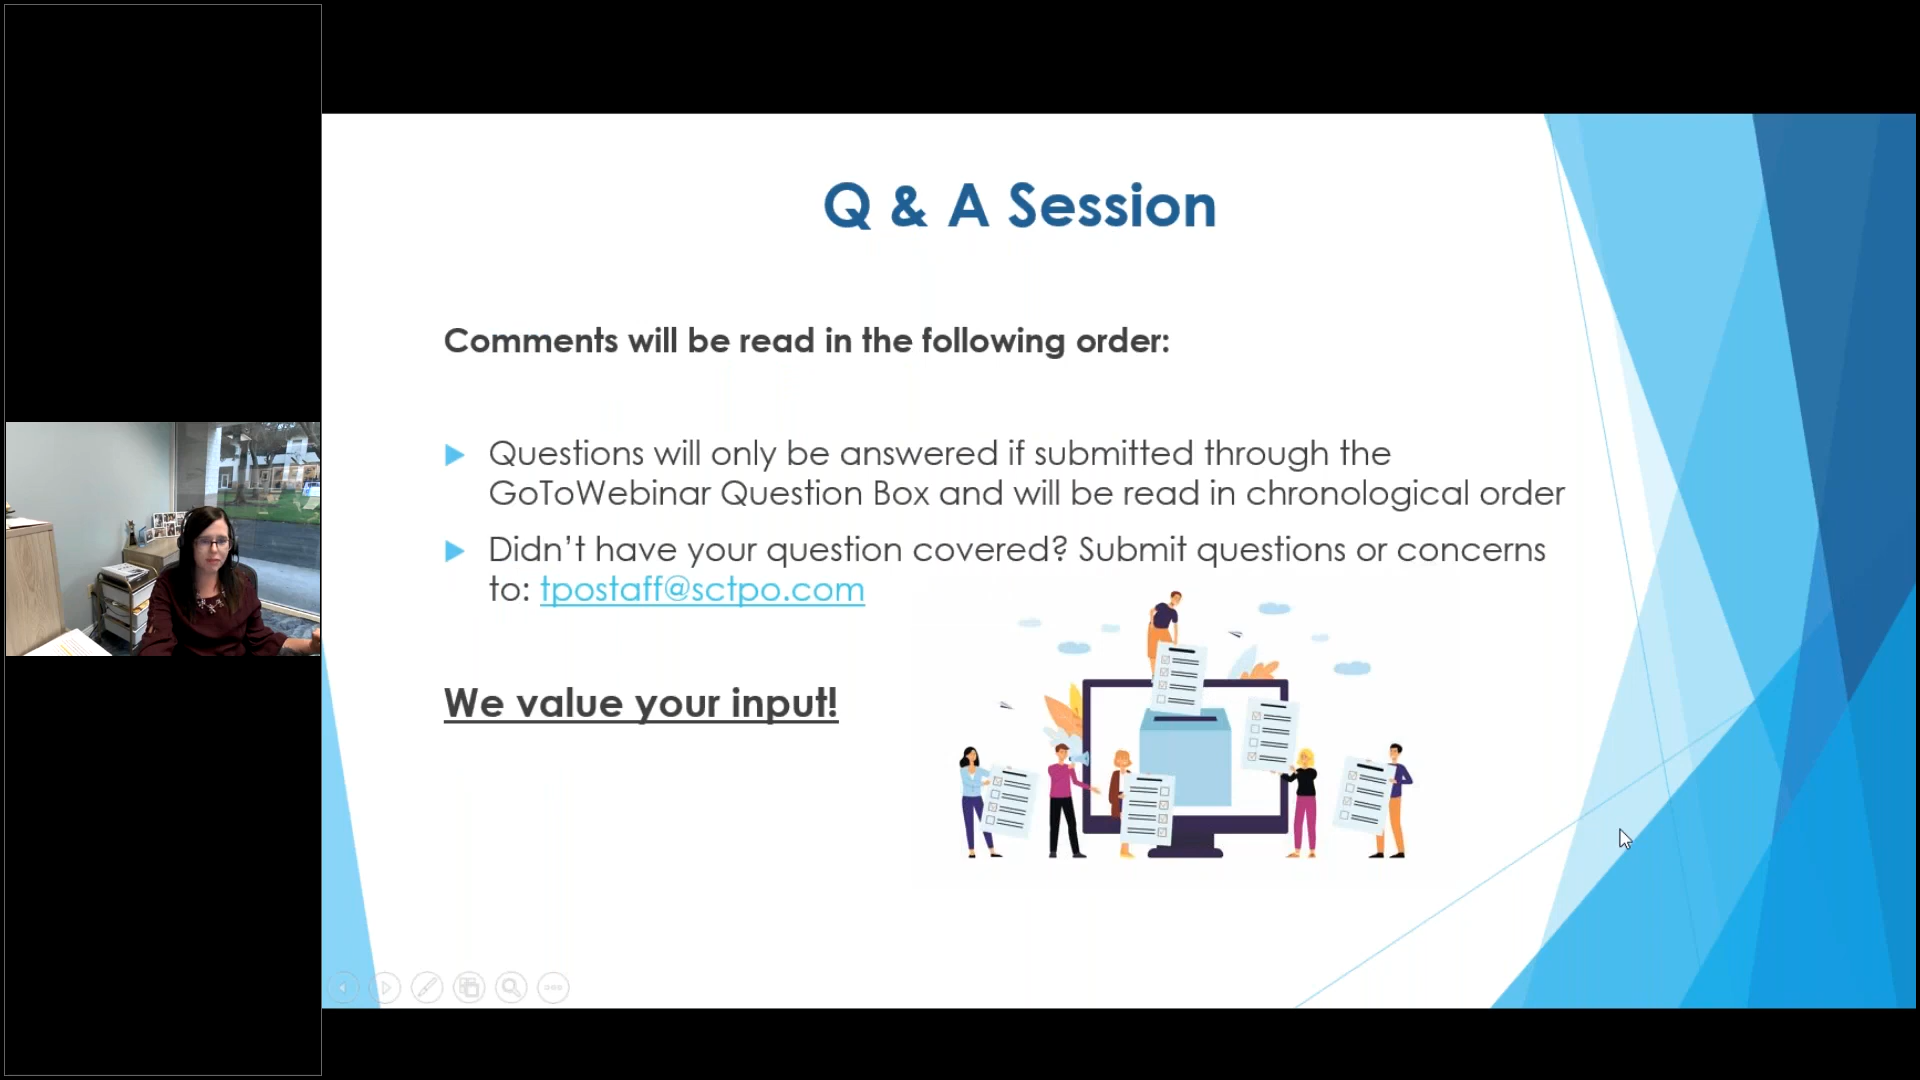 Q & A Session
Comments will be read in the following order:
Questions will only be answered if submitted through the
GoToWebinar Question Box and will be read in chronological order
Didn’t have your question covered? Submit questions or concerns
to: tpostaff@sctpo.com
We value your input!